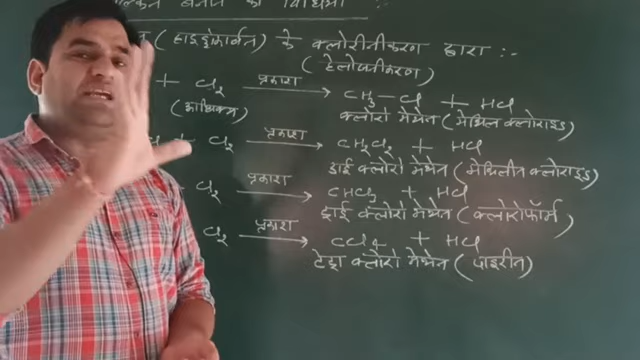 बनाने की विधियाँ :-
(हाइड्रोकार्बन) के क्लोरीनीकरण द्वारा :-
(हैलोजनीकरण)
+ Cl₂ प्रकाश → CH₃-Cl + HCl
(आधिक्य) क्लोरो मेथेन (मेथिल क्लोराइड)
+ Cl₂ प्रकाश → CH₂Cl₂ + HCl
डाई क्लोरो मेथेन (मेथिलीन क्लोराइड)
Cl₂ प्रकाश → CHCl₃ + HCl
ट्राई क्लोरो मेथेन (क्लोरोफॉर्म)
Cl₂ प्रकाश → CCl₄ + HCl
टेट्रा क्लोरो मेथेन (पाइरीन)